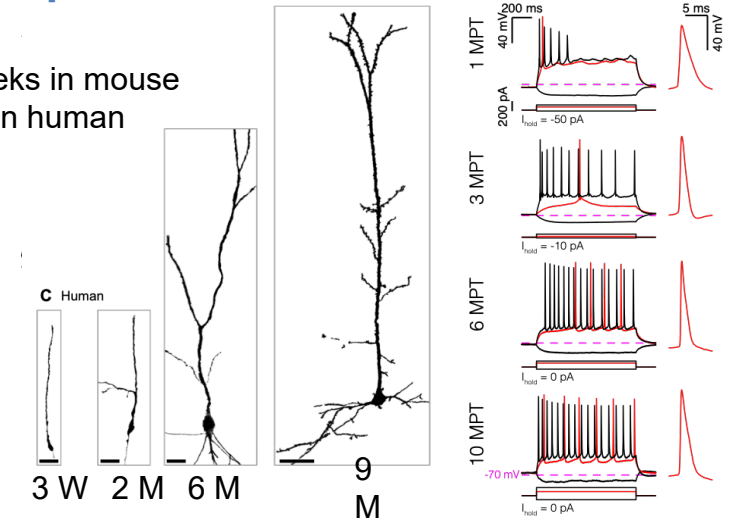 eks in mouse
n human
C Human
3 W
2 M
6 M
9
M
200 ms
40 mV
5 ms
40 mV
1 MPT
200 pA
Ihold = -50 pA
3 MPT
Ihold = -10 pA
6 MPT
Ihold = 0 pA
10 MPT
-70 mV
Ihold = 0 pA